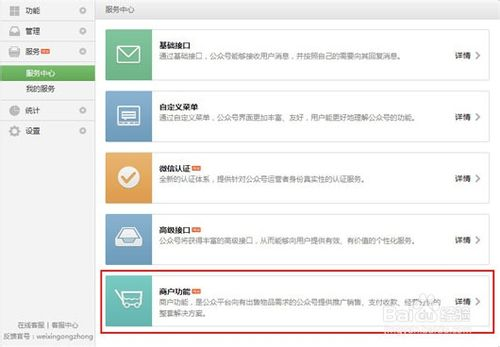 功能
管理
服务
服务中心
我的服务
统计
设置
在线客服 | 客服中心
反馈官号：weixingongzhong
服务中心
基础接口
通过基础接口，公众号能够接收用户消息，并按照自己的需要向其回复消息。
详情
自定义菜单
通过自定义菜单，公众号界面更加丰富、友好，用户能更好地理解公众号的功能。
详情
微信认证
全新的认证体系，提供针对公众号运营者身份真实性的认证服务。
详情
高级接口
公众号将获得丰富的高级接口，从而能够向用户提供有效、有价值的个性化服务。
详情
商户功能
商户功能，是公众平台向有出售物品需求的公众号提供推广销售、支付收款、经营分析的
整套解决方案。
详情
Baidu 经验
jingyan.baidu.com